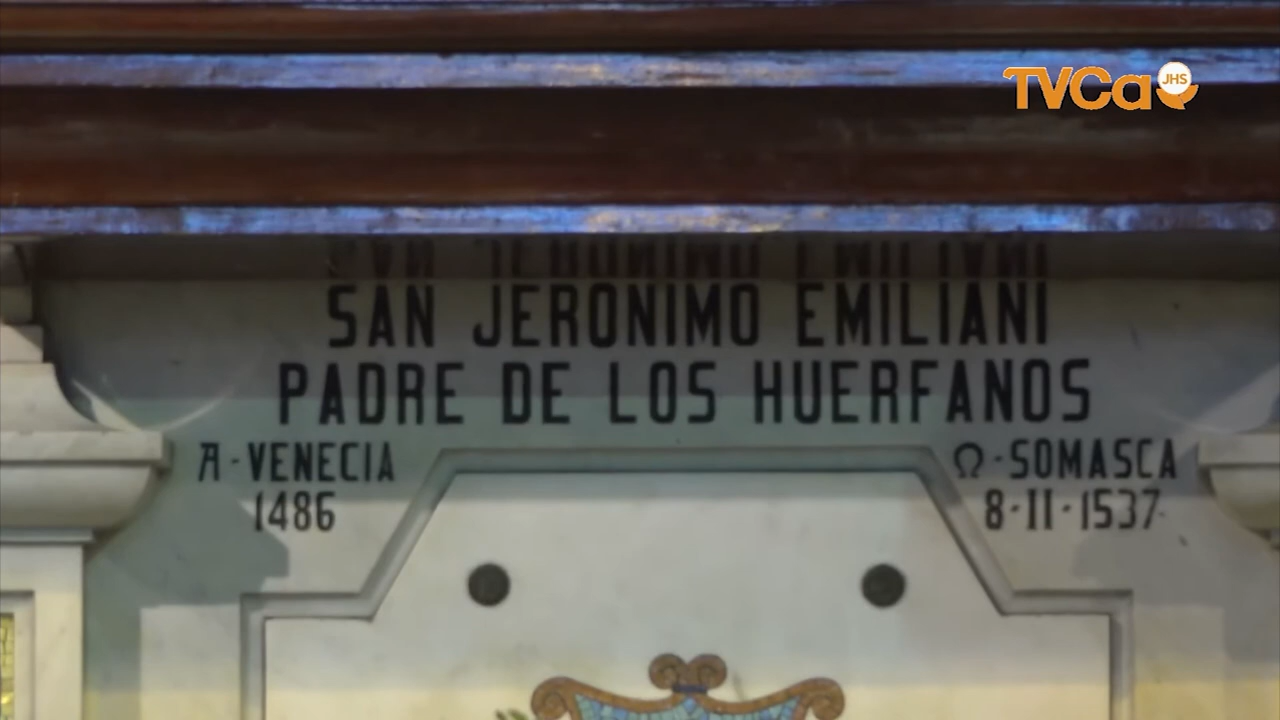 TVCa JHS
SAN JERONIMO EMILIANI
PADRE DE LOS HUERFANOS
A-VENECIA
1486
Ω-SOMASCA
8-II-1537